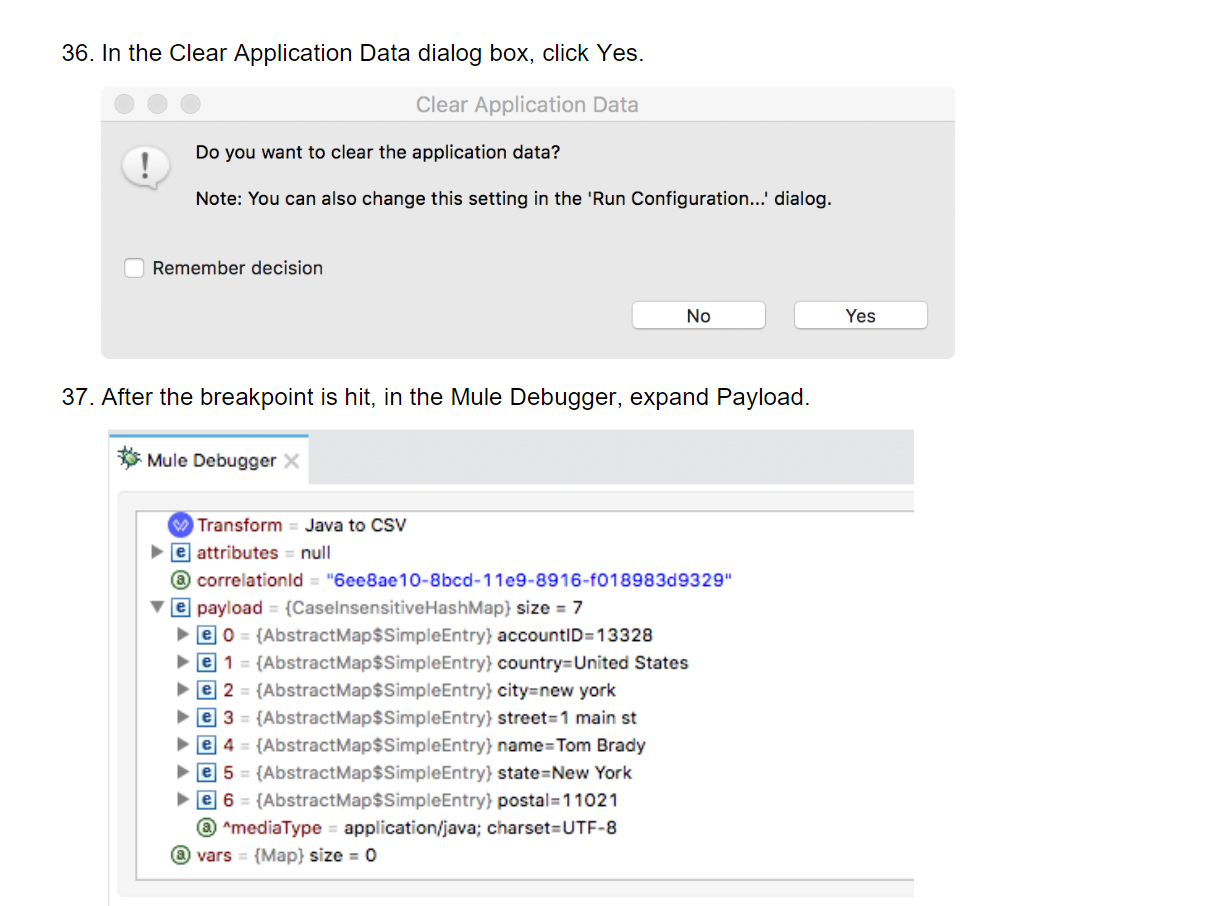 36. In the Clear Application Data dialog box, click Yes.
Clear Application Data
Do you want to clear the application data?
Note: You can also change this setting in the 'Run Configuration...' dialog.
Remember decision
No Yes
37. After the breakpoint is hit, in the Mule Debugger, expand Payload.
Mule Debugger
Transform = Java to CSV
e attributes = null
a correlationId = "6ee8ae10-8bcd-11e9-8916-f018983d9329"
e payload = {CaseInsensitiveHashMap} size = 7
e 0 = {AbstractMap$SimpleEntry} accountID=13328
e 1 = {AbstractMap$SimpleEntry} country=United States
e 2 = {AbstractMap$SimpleEntry} city=new york
e 3 = {AbstractMap$SimpleEntry} street=1 main st
e 4 = {AbstractMap$SimpleEntry} name=Tom Brady
e 5 = {AbstractMap$SimpleEntry} state=New York
e 6 = {AbstractMap$SimpleEntry} postal=11021
a ^mediaType = application/java; charset=UTF-8
a vars = {Map} size = 0